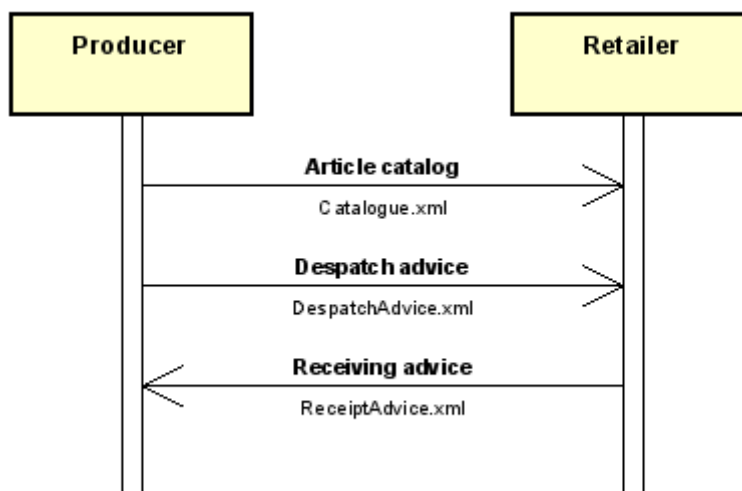 Producer
Retailer
Article catalog
Catalogue.xml
Despatch advice
DespatchAdvice.xml
Receiving advice
ReceiptAdvice.xml